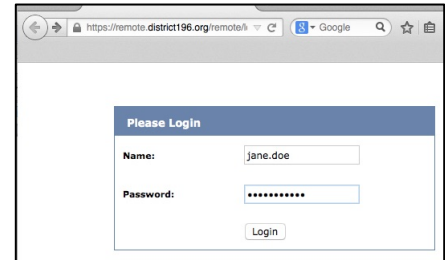 https://remote.district196.org/remote/l
Google
Please Login
Name: jane.doe
Password: •••••••••••
Login